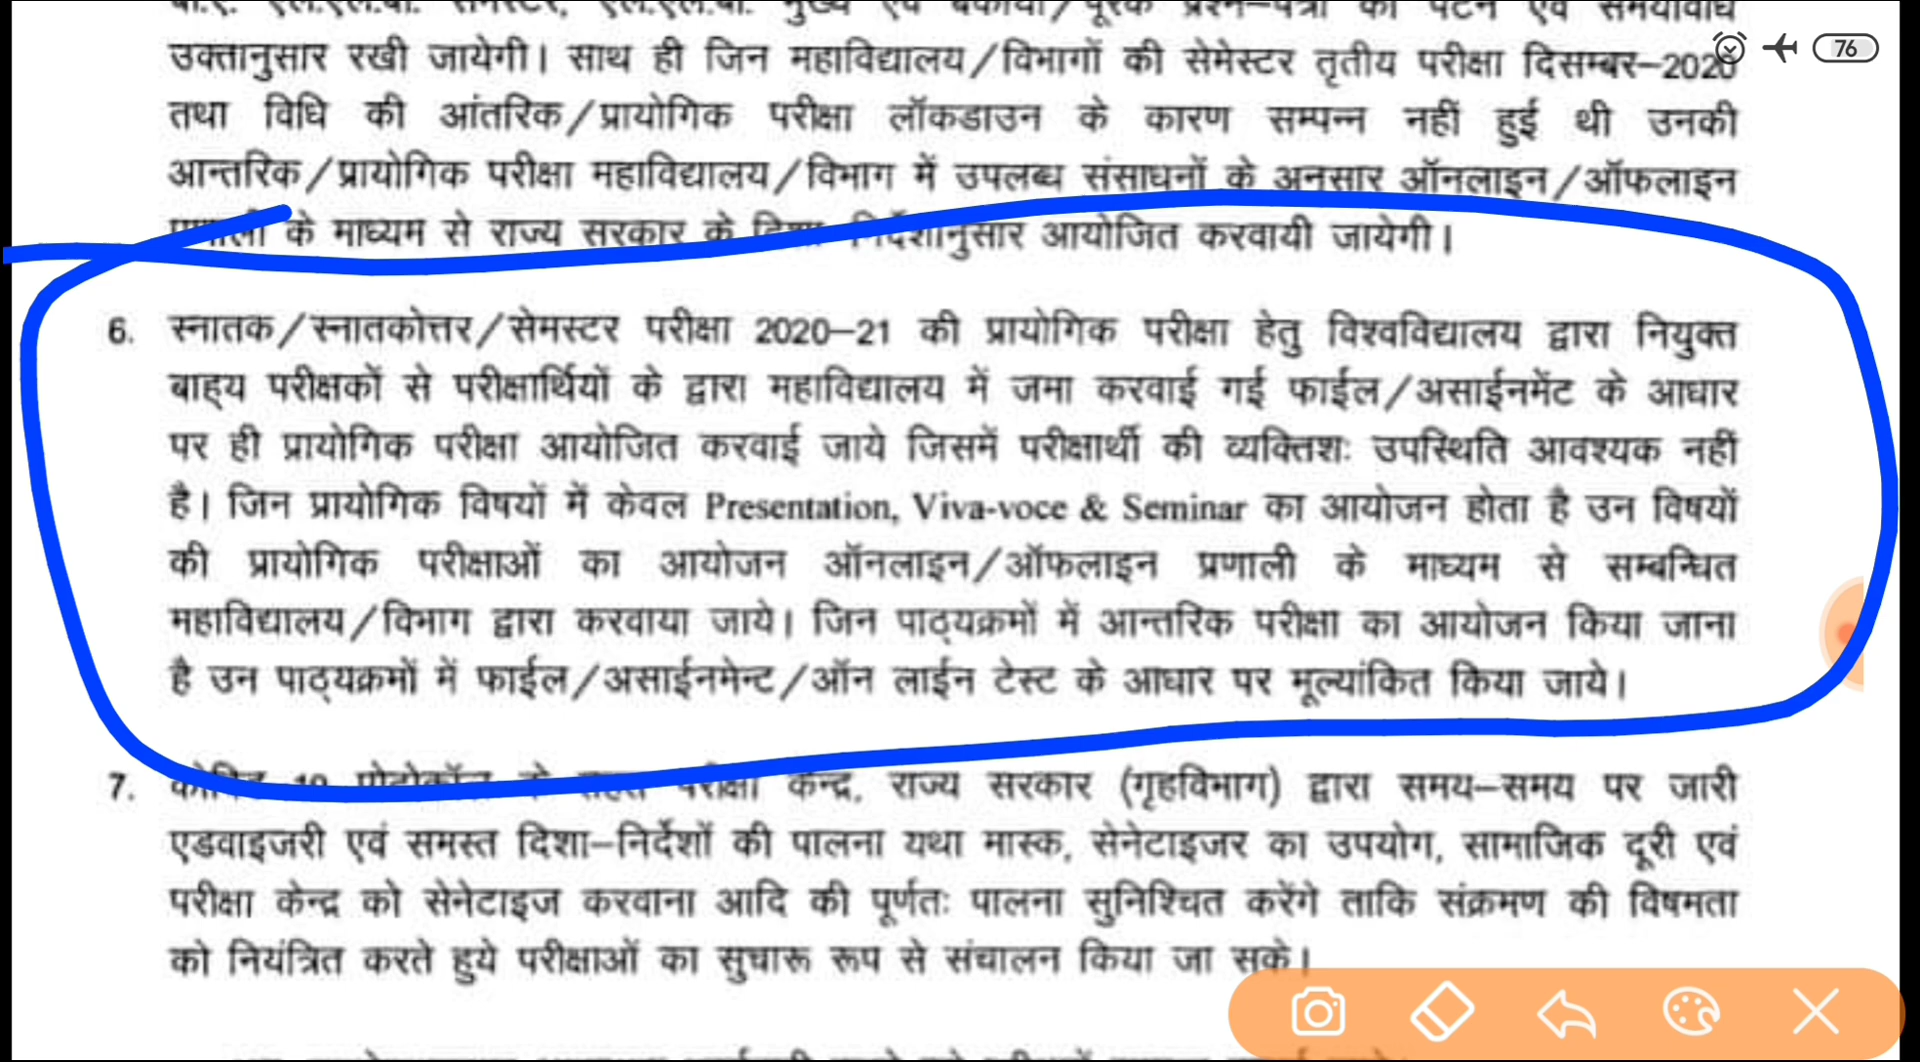 उक्तानुसार रखी जायेगी। साथ ही जिन महाविद्यालय/विभागों की सेमेस्टर तृतीय परीक्षा दिसम्बर–2020
76
तथा विधि की आंतरिक/प्रायोगिक परीक्षा लॉकडाउन के कारण सम्पन्न नहीं हुई थी उनकी
आन्तरिक/प्रायोगिक परीक्षा महाविद्यालय/विभाग में उपलब्ध संसाधनों के अनुसार ऑनलाइन/ऑफलाइन
के माध्यम से राज्य सरकार के दिशा निर्देशानुसार आयोजित करवायी जायेगी।
6. स्नातक/स्नातकोत्तर/सेमस्टर परीक्षा 2020–21 की प्रायोगिक परीक्षा हेतु विश्वविद्यालय द्वारा नियुक्त
बाह्य परीक्षकों से परीक्षार्थियों के द्वारा महाविद्यालय में जमा करवाई गई फाईल/असाईनमेंट के आधार
पर ही प्रायोगिक परीक्षा आयोजित करवाई जाये जिसमें परीक्षार्थी की व्यक्तिशः उपस्थिति आवश्यक नहीं
है। जिन प्रायोगिक विषयों में केवल Presentation, Viva-voce & Seminar का आयोजन होता है उन विषयों
की प्रायोगिक परीक्षाओं का आयोजन ऑनलाइन/ऑफलाइन प्रणाली के माध्यम से सम्बन्धित
महाविद्यालय/विभाग द्वारा करवाया जाये। जिन पाठ्यक्रमों में आन्तरिक परीक्षा का आयोजन किया जाना
है उन पाठ्यक्रमों में फाईल/असाईनमेन्ट/ऑन लाईन टेस्ट के आधार पर मूल्यांकित किया जाये।
7. कोविड 19 प्रोटोकॉल के तहत परीक्षा केन्द्र, राज्य सरकार (गृहविभाग) द्वारा समय–समय पर जारी
एडवाइजरी एवं समस्त दिशा–निर्देशों की पालना यथा मास्क, सेनेटाइजर का उपयोग, सामाजिक दूरी एवं
परीक्षा केन्द्र को सेनेटाइज करवाना आदि की पूर्णतः पालना सुनिश्चित करेंगे ताकि संक्रमण की विषमता
को नियंत्रित करते हुये परीक्षाओं का सुचारू रूप से संचालन किया जा सके।